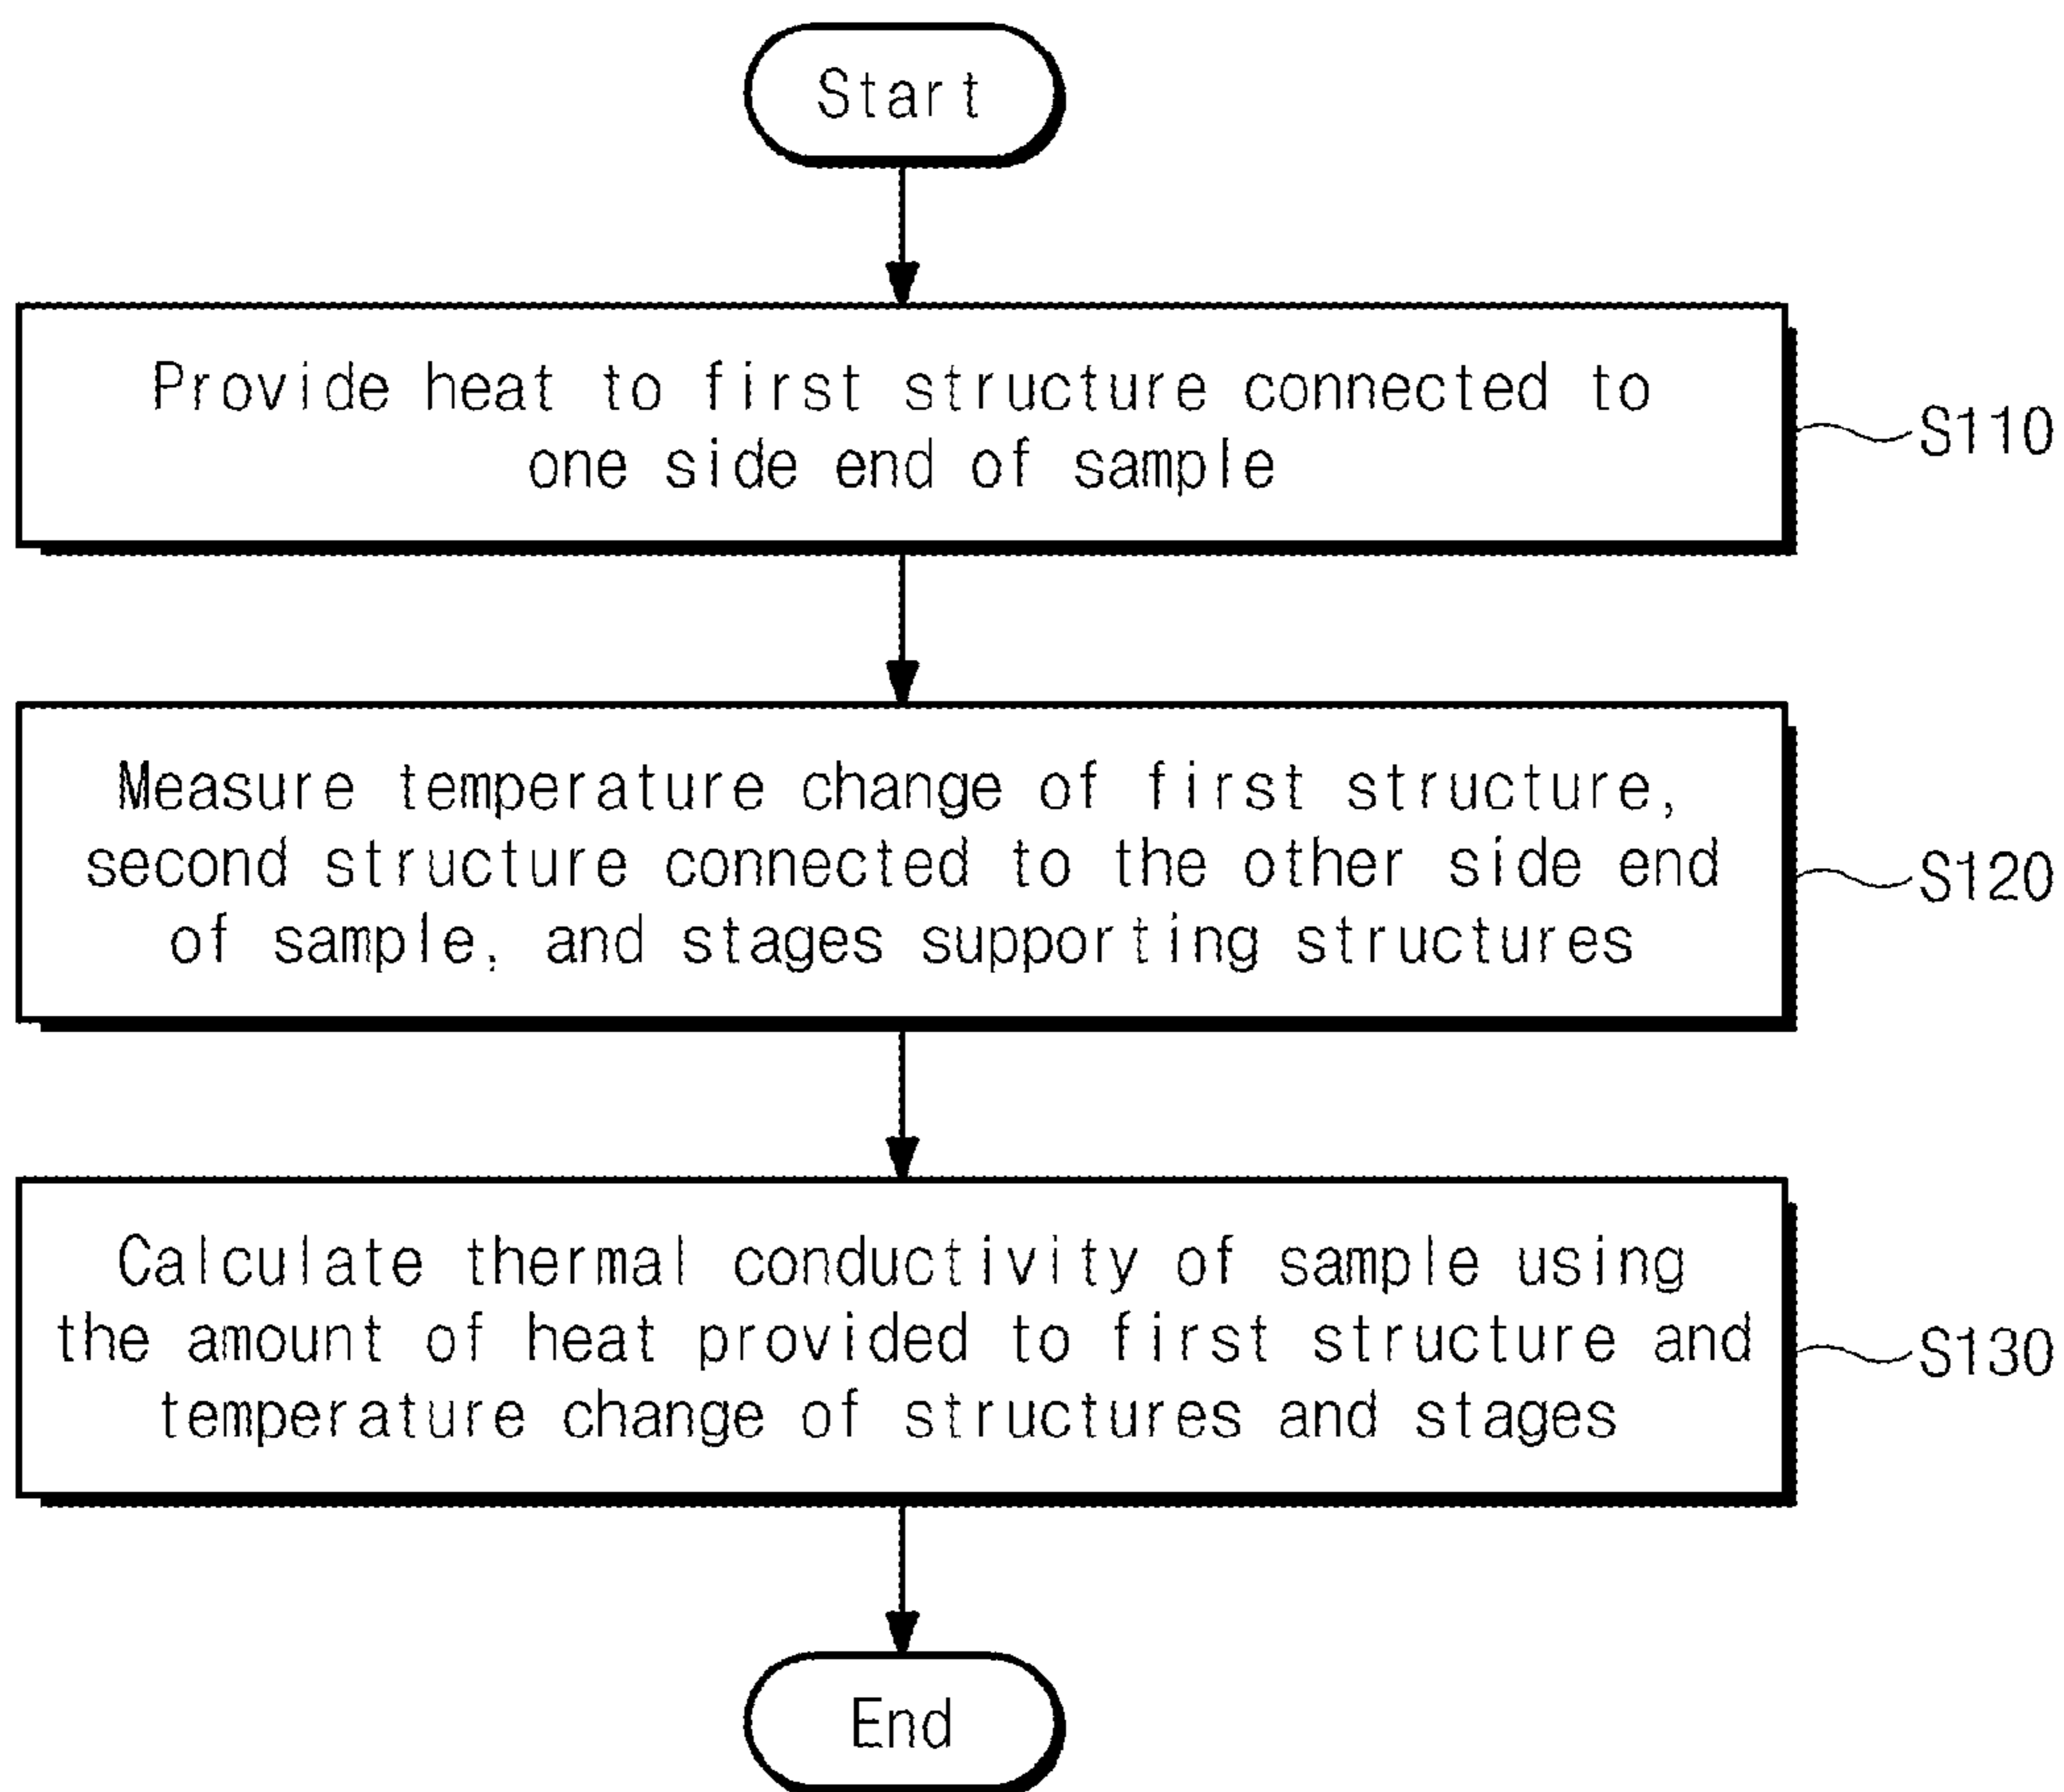 Start
Provide heat to first structure connected to
one side end of sample
S110
Measure temperature change of first structure,
second structure connected to the other side end
of sample, and stages supporting structures
S120
Calculate thermal conductivity of sample using
the amount of heat provided to first structure and
temperature change of structures and stages
S130
End